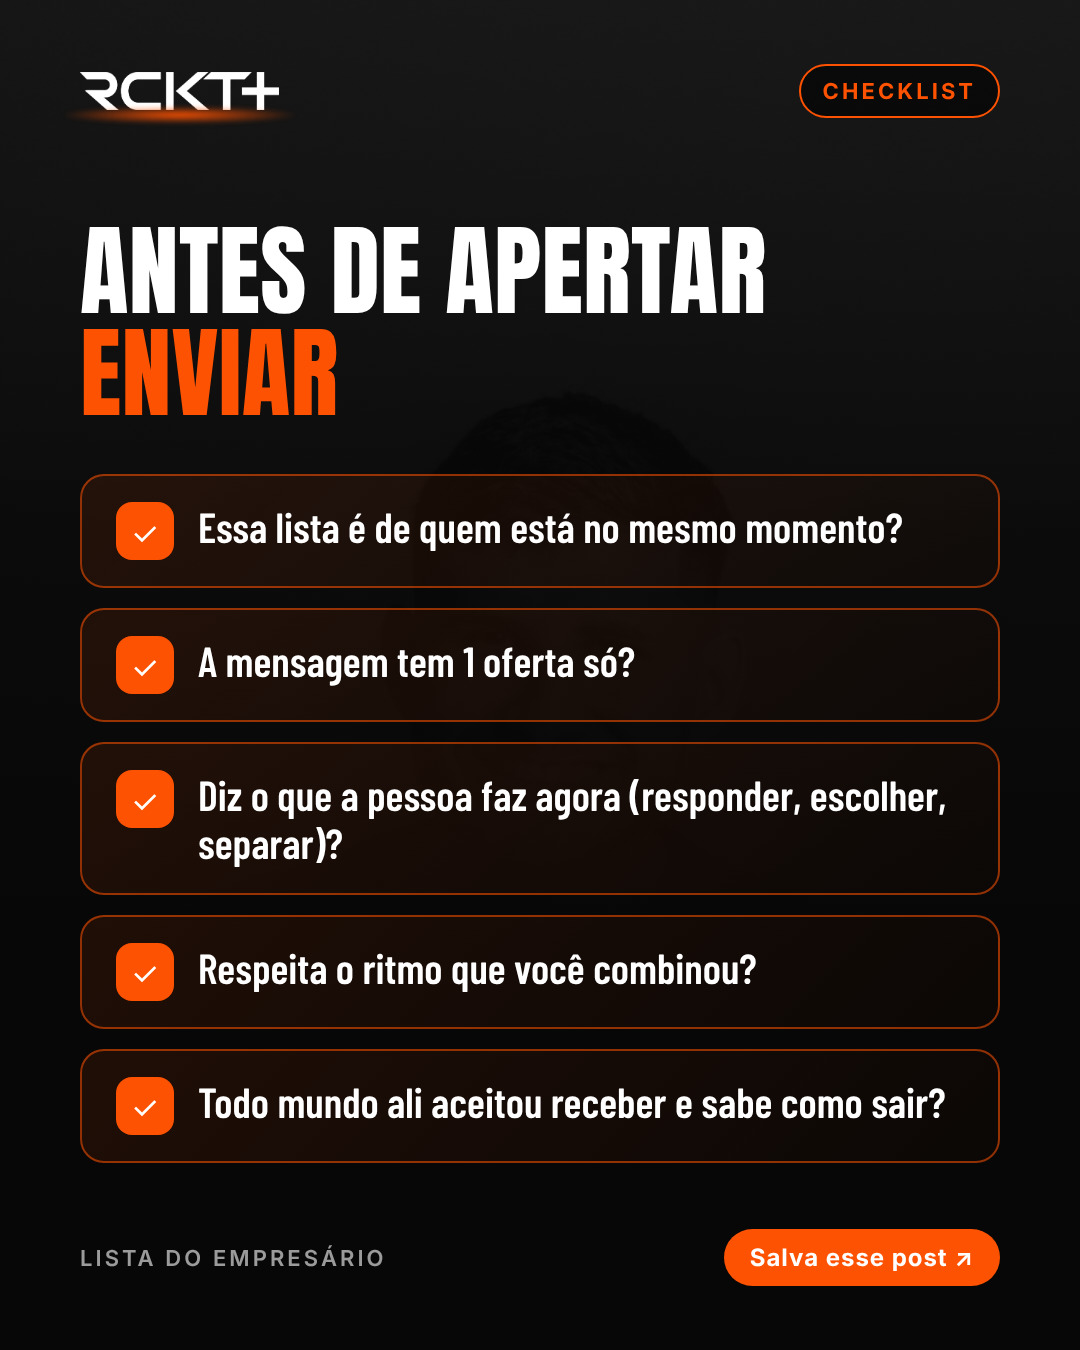 RCKT+
CHECKLIST
ANTES DE APERTAR
ENVIAR
Essa lista é de quem está no mesmo momento?
A mensagem tem 1 oferta só?
Diz o que a pessoa faz agora (responder, escolher,
separar)?
Respeita o ritmo que você combinou?
Todo mundo ali aceitou receber e sabe como sair?
LISTA DO EMPRESÁRIO
Salva esse post ↗